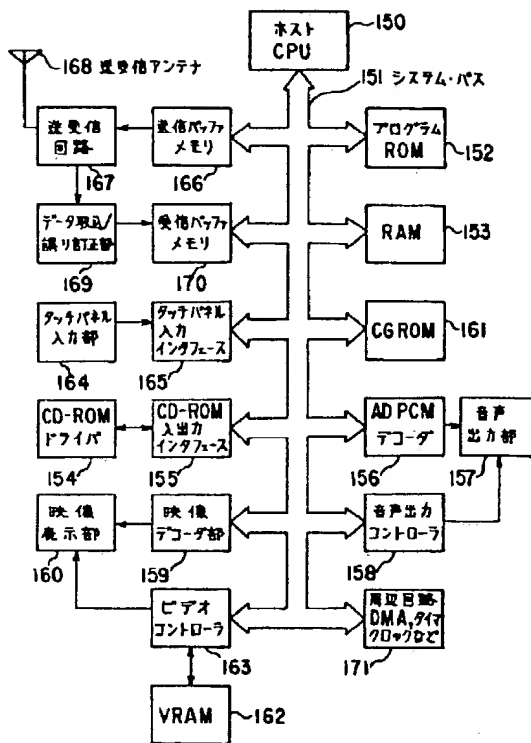 ホスト
CPU
150
168 送受信アンテナ
151 システム・バス
送受信
回路
167
送信バッファ
メモリ
166
プログラム
ROM
152
データ取込/
誤り訂正部
169
受信バッファ
メモリ
170
RAM
153
タッチパネル
入力部
164
タッチパネル
入力
インタフェース
165
CG ROM
161
CD-ROM
ドライバ
154
CD-ROM
入出力
インタフェース
155
AD PCM
デコーダ
156
音声
出力部
157
映像
表示部
160
映像
デコーダ部
159
音声出力
コントローラ
158
ビデオ
コントローラ
163
周辺回路
DMA,タイマ
クロックなど
171
VRAM
162